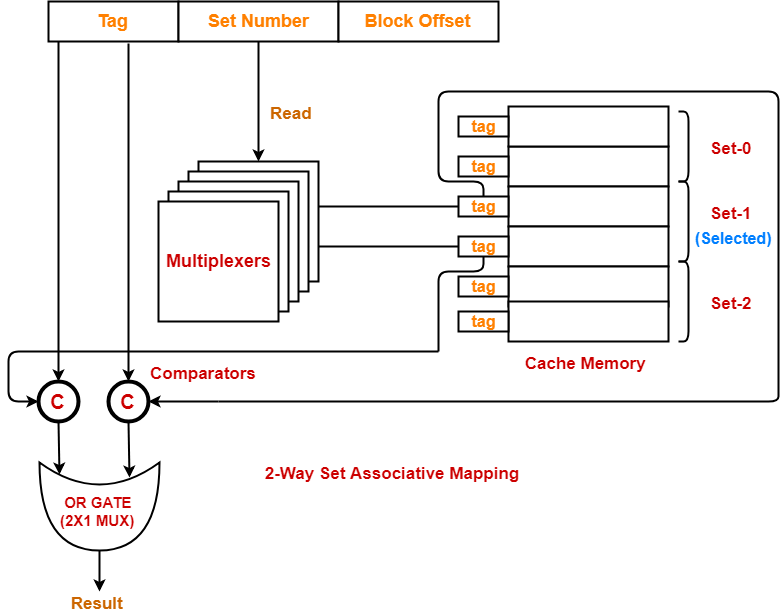 Tag Set Number Block Offset
Read
tag
Set-0
tag
tag
Set-1
(Selected)
tag
Multiplexers
tag
Set-2
tag
Cache Memory
Comparators
C C
2-Way Set Associative Mapping
OR GATE
(2X1 MUX)
Result